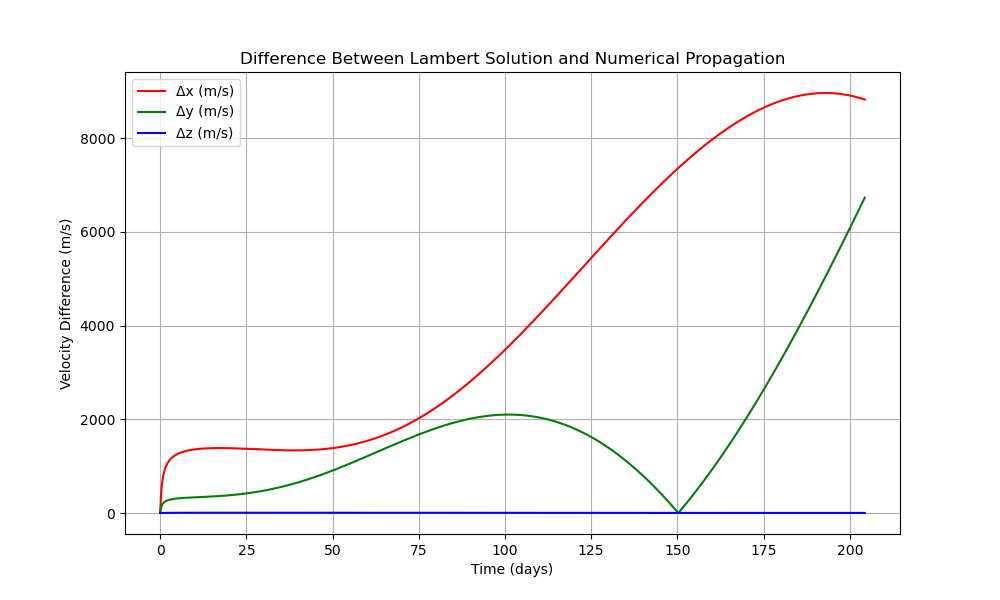 Difference Between Lambert Solution and Numerical Propagation
Δx (m/s)
Δy (m/s)
Δz (m/s)
Velocity Difference (m/s)
8000
6000
4000
2000
0
0 25 50 75 100 125 150 175 200
Time (days)